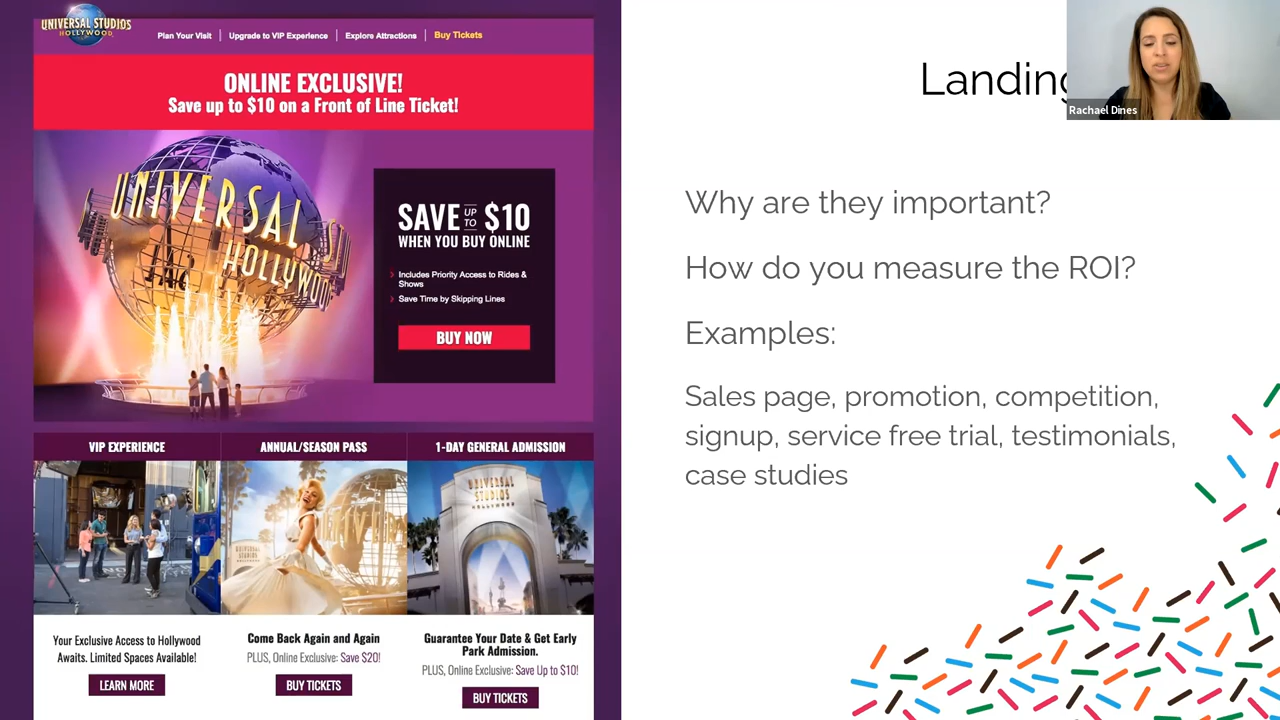 UNIVERSAL STUDIOS
HOLLYWOOD
Plan Your Visit
Upgrade to VIP Experience
Explore Attractions
Buy Tickets
ONLINE EXCLUSIVE!
Save up to $10 on a Front of Line Ticket!
UNIVERSAL
HOLLYWOOD
SAVE UP TO $10
WHEN YOU BUY ONLINE
Includes Priority Access to Rides &
Shows
Save Time by Skipping Lines
BUY NOW
VIP EXPERIENCE
ANNUAL/SEASON PASS
1-DAY GENERAL ADMISSION
UNIVERSAL
STUDIOS
HOLLYWOOD
Your Exclusive Access to Hollywood
Awaits. Limited Spaces Available!
LEARN MORE
Come Back Again and Again
PLUS, Online Exclusive: Save $20!
BUY TICKETS
Guarantee Your Date & Get Early
Park Admission.
PLUS, Online Exclusive: Save Up to $10!
BUY TICKETS
Landing
Rachael Dines
Why are they important?
How do you measure the ROI?
Examples:
Sales page, promotion, competition,
signup, service free trial, testimonials,
case studies